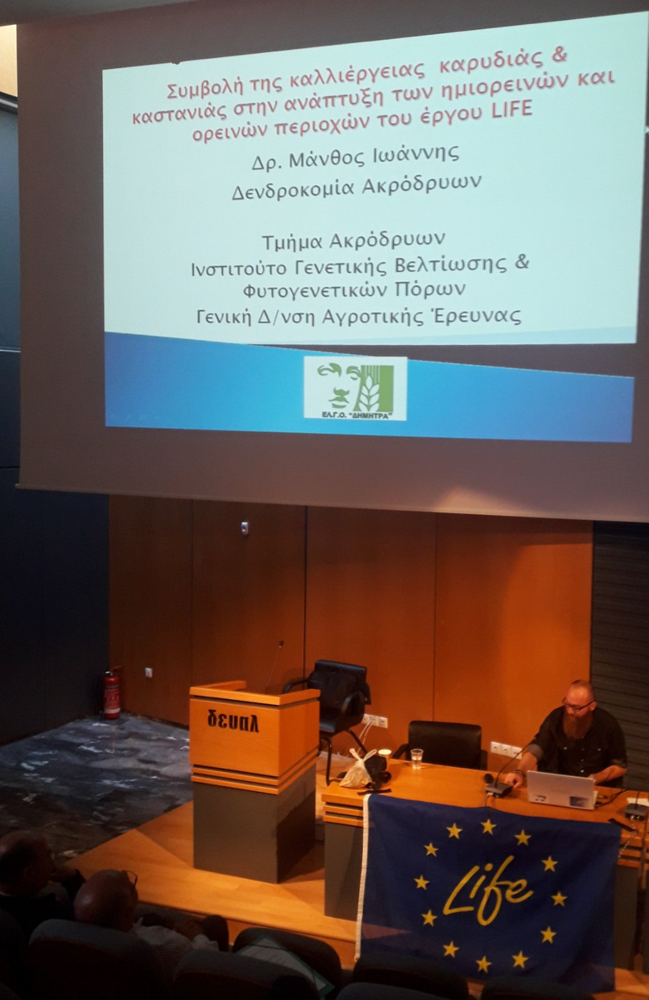 Συμβολή της καλλιέργειας καρυδιάς &
καστανιάς στην ανάπτυξη των ημιορεινών και
ορεινών περιοχών του έργου LIFE
Δρ. Μάνθος Ιωάννης
Δενδροκομία Ακρόδρυων
Τμήμα Ακρόδρυων
Ινστιτούτο Γενετικής Βελτίωσης &
Φυτογενετικών Πόρων
Γενική Δ/νση Αγροτικής Έρευνας
ΕΛ.Γ.Ο. "ΔΗΜΗΤΡΑ"
δευαλ
Life